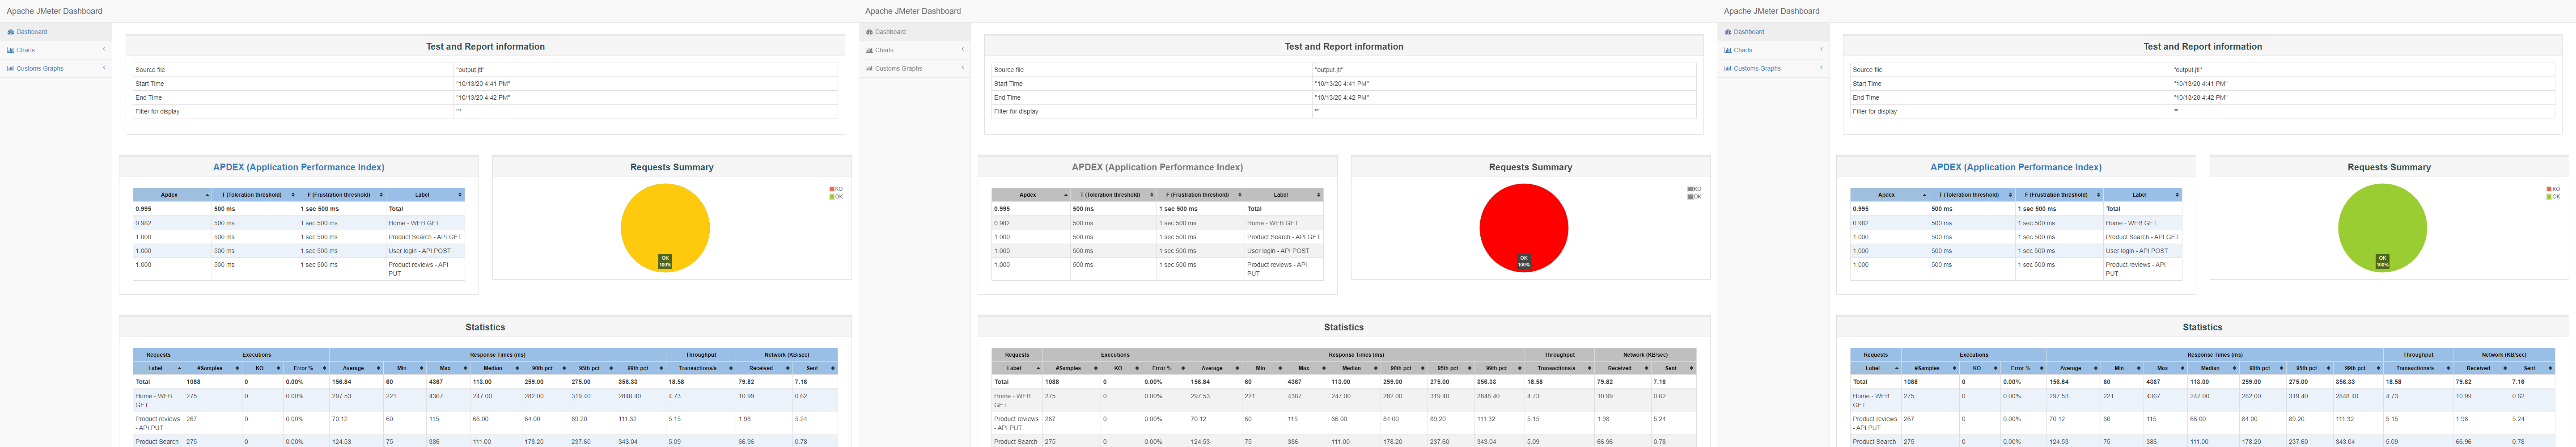 Apache JMeter Dashboard
Dashboard
Charts
Customs Graphs
Test and Report information
Source file "output.jtl"
Start Time "10/13/20 4:41 PM"
End Time "10/13/20 4:42 PM"
Filter for display ""
APDEX (Application Performance Index)
Apdex T (Toleration threshold) F (Frustration threshold) Label
0.995 500 ms 1 sec 500 ms Total
0.982 500 ms 1 sec 500 ms Home - WEB GET
1.000 500 ms 1 sec 500 ms Product Search - API GET
1.000 500 ms 1 sec 500 ms User login - API POST
1.000 500 ms 1 sec 500 ms Product reviews - API
PUT
Requests Summary
KO
OK
OK
100%
Statistics
Requests Executions Response Times (ms) Throughput Network (KB/sec)
Label #Samples KO Error % Average Min Max Median 90th pct 95th pct 99th pct Transactions/s Received Sent
Total 1088 0 0.00% 156.84 60 4367 113.00 259.00 275.00 356.33 18.58 79.82 7.16
Home - WEB
GET 275 0 0.00% 297.53 221 4367 247.00 282.00 319.40 2848.40 4.73 10.99 0.62
Product reviews
- API PUT 267 0 0.00% 70.12 60 115 66.00 84.00 89.20 111.32 5.15 1.98 5.24
Product Search 275 0 0.00% 124.53 75 386 111.00 178.20 237.60 343.04 5.09 66.96 0.78
Apache JMeter Dashboard
Dashboard
Charts
Customs Graphs
Test and Report information
Source file "output.jtl"
Start Time "10/13/20 4:41 PM"
End Time "10/13/20 4:42 PM"
Filter for display ""
APDEX (Application Performance Index)
Apdex T (Toleration threshold) F (Frustration threshold) Label
0.995 500 ms 1 sec 500 ms Total
0.982 500 ms 1 sec 500 ms Home - WEB GET
1.000 500 ms 1 sec 500 ms Product Search - API GET
1.000 500 ms 1 sec 500 ms User login - API POST
1.000 500 ms 1 sec 500 ms Product reviews - API
PUT
Requests Summary
KO
OK
OK
100%
Statistics
Requests Executions Response Times (ms) Throughput Network (KB/sec)
Label #Samples KO Error % Average Min Max Median 90th pct 95th pct 99th pct Transactions/s Received Sent
Total 1088 0 0.00% 156.84 60 4367 113.00 259.00 275.00 356.33 18.58 79.82 7.16
Home - WEB
GET 275 0 0.00% 297.53 221 4367 247.00 282.00 319.40 2848.40 4.73 10.99 0.62
Product reviews
- API PUT 267 0 0.00% 70.12 60 115 66.00 84.00 89.20 111.32 5.15 1.98 5.24
Product Search 275 0 0.00% 124.53 75 386 111.00 178.20 237.60 343.04 5.09 66.96 0.78
Apache JMeter Dashboard
Dashboard
Charts
Customs Graphs
Test and Report information
Source file "output.jtl"
Start Time "10/13/20 4:41 PM"
End Time "10/13/20 4:42 PM"
Filter for display ""
APDEX (Application Performance Index)
Apdex T (Toleration threshold) F (Frustration threshold) Label
0.995 500 ms 1 sec 500 ms Total
0.982 500 ms 1 sec 500 ms Home - WEB GET
1.000 500 ms 1 sec 500 ms Product Search - API GET
1.000 500 ms 1 sec 500 ms User login - API POST
1.000 500 ms 1 sec 500 ms Product reviews - API
PUT
Requests Summary
KO
OK
OK
100%
Statistics
Requests Executions Response Times (ms) Throughput Network (KB/sec)
Label #Samples KO Error % Average Min Max Median 90th pct 95th pct 99th pct Transactions/s Received Sent
Total 1088 0 0.00% 156.84 60 4367 113.00 259.00 275.00 356.33 18.58 79.82 7.16
Home - WEB
GET 275 0 0.00% 297.53 221 4367 247.00 282.00 319.40 2848.40 4.73 10.99 0.62
Product reviews
- API PUT 267 0 0.00% 70.12 60 115 66.00 84.00 89.20 111.32 5.15 1.98 5.24
Product Search 275 0 0.00% 124.53 75 386 111.00 178.20 237.60 343.04 5.09 66.96 0.78